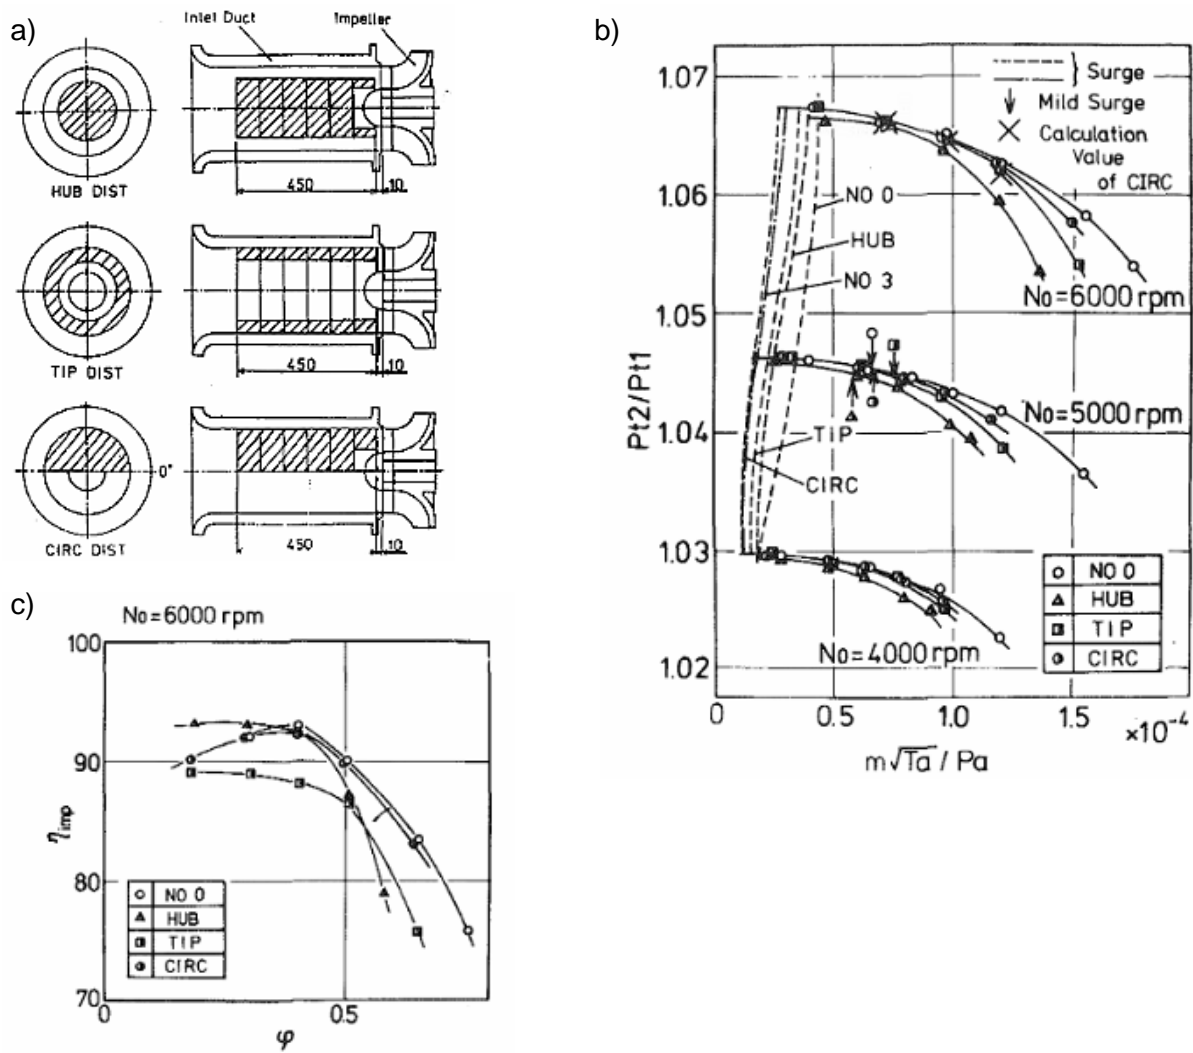 a)
Inlet Duct
Impeller
HUB DIST
450
10
TIP DIST
450
10
0°
CIRC DIST
450
10
b)
Pt2/Pt1
1.07
1.06
1.05
1.04
1.03
1.02
Surge
Mild Surge
Calculation
Value
of CIRC
NO 0
HUB
NO 3
TIP
CIRC
No=6000 rpm
No=5000 rpm
No=4000 rpm
NO 0
HUB
TIP
CIRC
0
0.5
1.0
1.5
×10⁻⁴
m√Ta / Pa
c)
No=6000 rpm
100
90
80
70
ηimp
NO 0
HUB
TIP
CIRC
0
0.5
φ